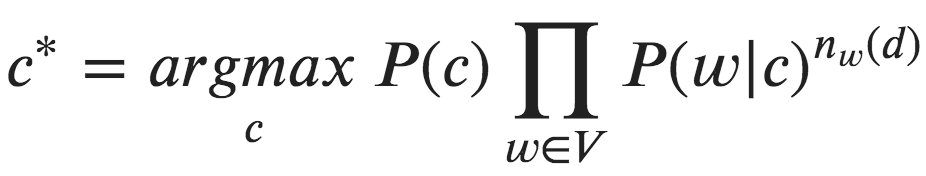 c* = argmax P(c) ∏ P(w|c)^{n_w(d)}
c w∈V